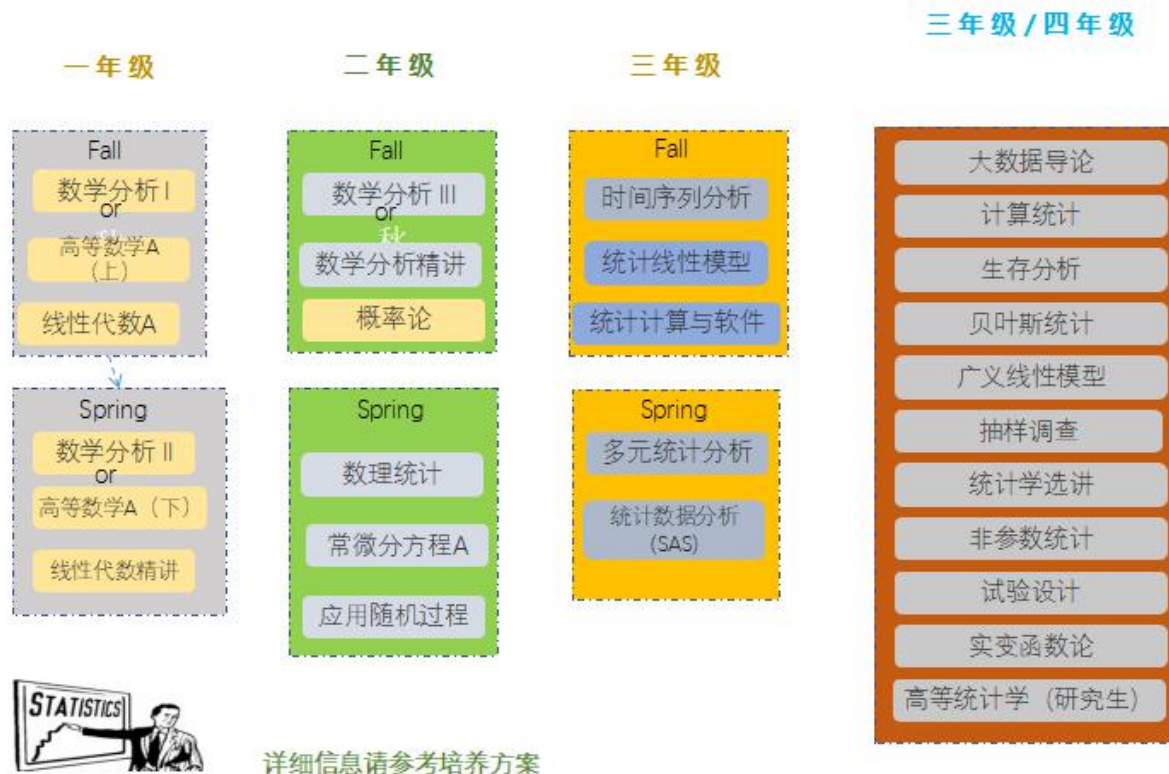 三年级/四年级
一年级
二年级
三年级
Fall
数学分析 I
or
高等数学A
(上)
线性代数A
Spring
数学分析 II
or
高等数学A（下）
线性代数精讲
Fall
数学分析 III
or
秋
数学分析精讲
概率论
Spring
数理统计
常微分方程A
应用随机过程
Fall
时间序列分析
统计线性模型
统计计算与软件
Spring
多元统计分析
统计数据分析
(SAS)
大数据导论
计算统计
生存分析
贝叶斯统计
广义线性模型
抽样调查
统计学选讲
非参数统计
试验设计
实变函数论
高等统计学（研究生）
STATISTICS
详细信息请参考培养方案